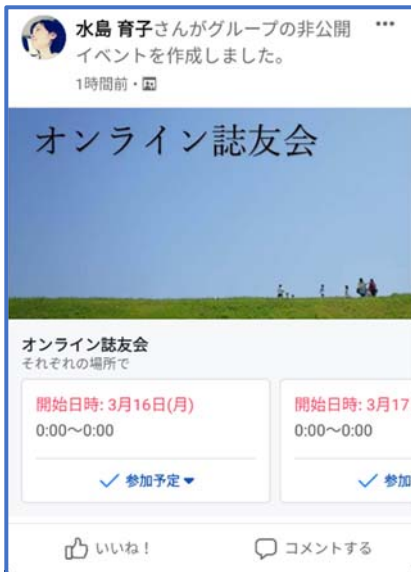 水島 育子さんがグループの非公開
イベントを作成しました。
1時間前・
オンライン誌友会
オンライン誌友会
それぞれの場所で
開始日時: 3月16日(月)
0:00〜0:00
参加予定
開始日時: 3月17
0:00〜0:00
参加
いいね！
コメントする